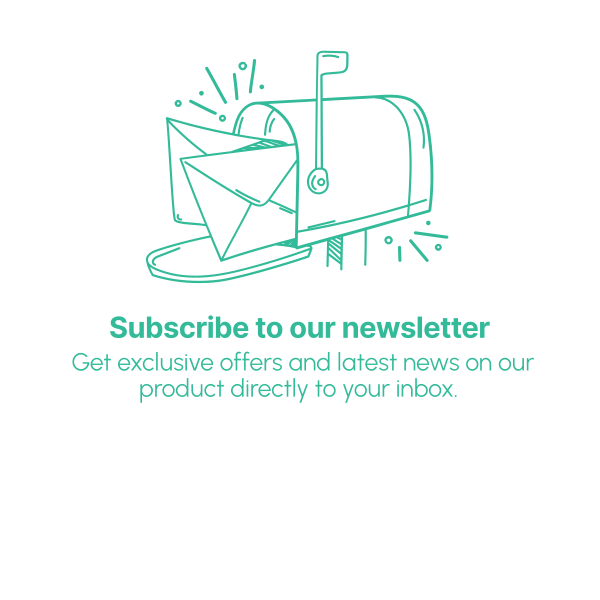 Subscribe to our newsletter
Get exclusive offers and latest news on our
product directly to your inbox.